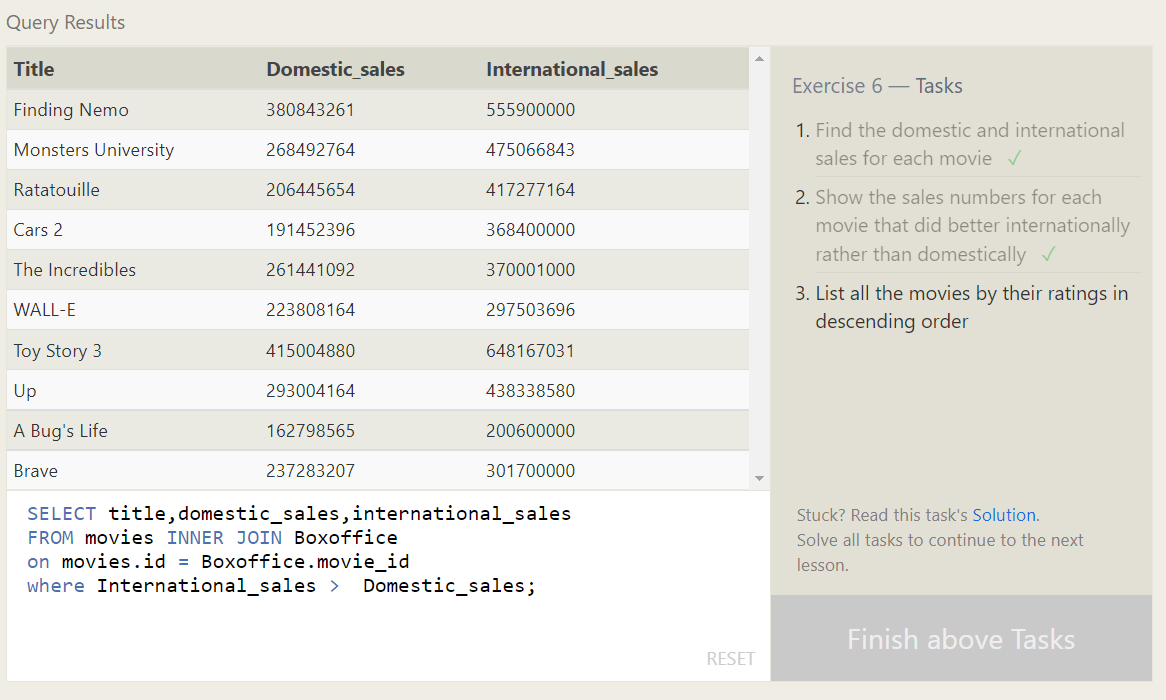 Query Results
Title Domestic_sales International_sales
Finding Nemo 380843261 555900000
Monsters University 268492764 475066843
Ratatouille 206445654 417277164
Cars 2 191452396 368400000
The Incredibles 261441092 370001000
WALL-E 223808164 297503696
Toy Story 3 415004880 648167031
Up 293004164 438338580
A Bug's Life 162798565 200600000
Brave 237283207 301700000
SELECT title,domestic_sales,international_sales
FROM movies INNER JOIN Boxoffice
on movies.id = Boxoffice.movie_id
where International_sales >  Domestic_sales;
RESET
Exercise 6 — Tasks
1. Find the domestic and international
sales for each movie ✓
2. Show the sales numbers for each
movie that did better internationally
rather than domestically ✓
3. List all the movies by their ratings in
descending order
Stuck? Read this task's Solution.
Solve all tasks to continue to the next
lesson.
Finish above Tasks